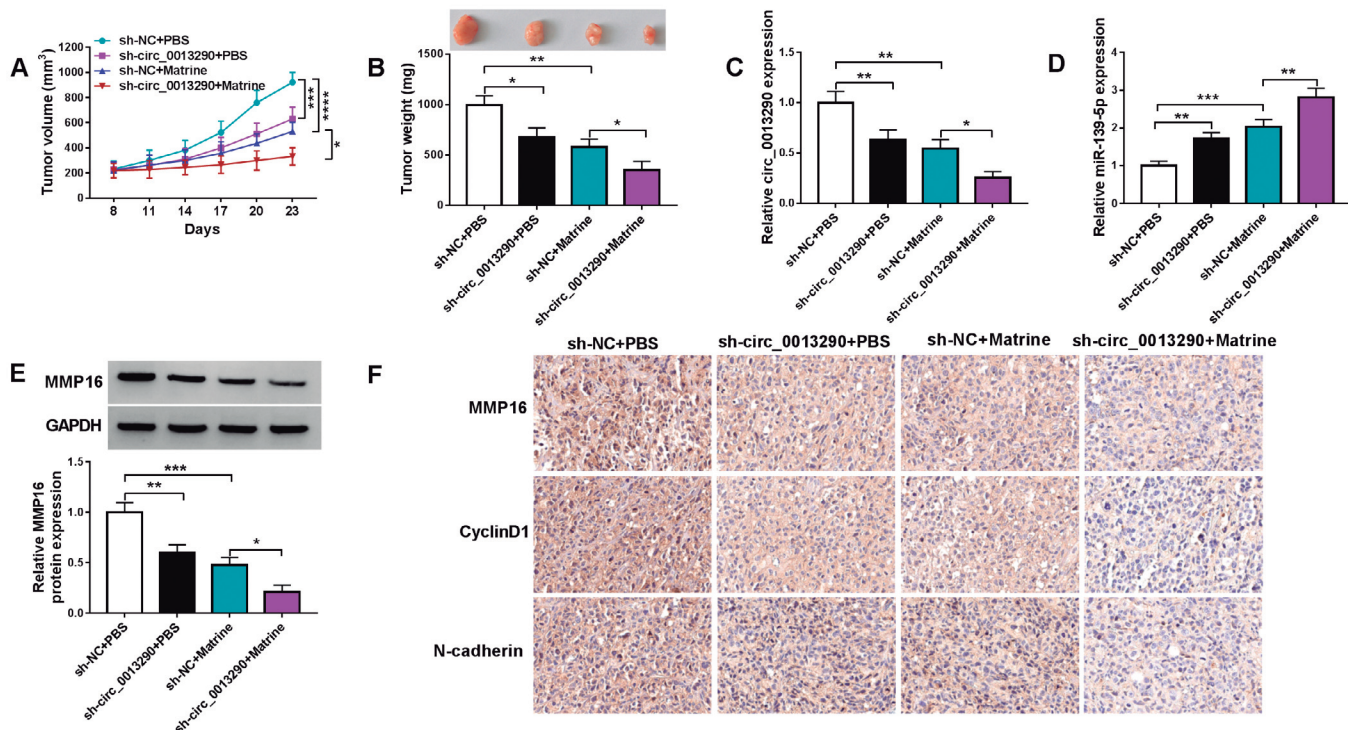 A
Tumor volume (mm3)
1200
1000
800
600
400
200
0
8 11 14 17 20 23
Days
sh-NC+PBS
sh-circ_0013290+PBS
sh-NC+Matrine
sh-circ_0013290+Matrine
***
****
*
B
Tumor weight (mg)
1500
1000
500
0
**
*
*
sh-NC+PBS
sh-circ_0013290+PBS
sh-NC+Matrine
sh-circ_0013290+Matrine
C
Relative circ_0013290 expression
1.5
1.0
0.5
0.0
**
**
*
sh-NC+PBS
sh-circ_0013290+PBS
sh-NC+Matrine
sh-circ_0013290+Matrine
D
Relative miR-139-5p expression
4
3
2
1
0
**
***
**
sh-NC+PBS
sh-circ_0013290+PBS
sh-NC+Matrine
sh-circ_0013290+Matrine
E
MMP16
GAPDH
Relative MMP16
protein expression
1.5
1.0
0.5
0.0
***
**
*
sh-NC+PBS
sh-circ_0013290+PBS
sh-NC+Matrine
sh-circ_0013290+Matrine
F
sh-NC+PBS sh-circ_0013290+PBS sh-NC+Matrine sh-circ_0013290+Matrine
MMP16
CyclinD1
N-cadherin